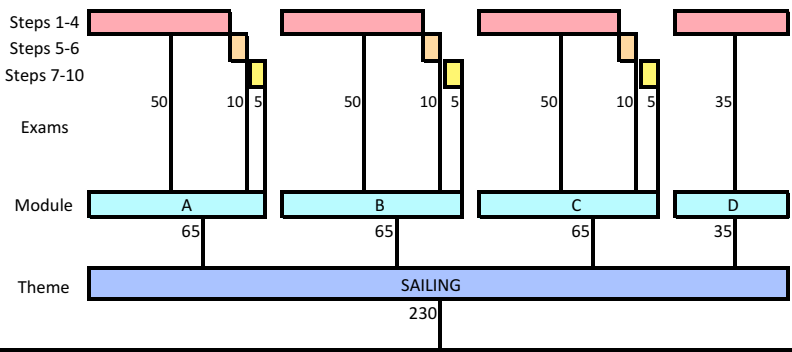 Steps 1-4
Steps 5-6
Steps 7-10
50 10 5 50 10 5 50 10 5 35
Exams
Module A B C D
65 65 65 35
Theme SAILING
230